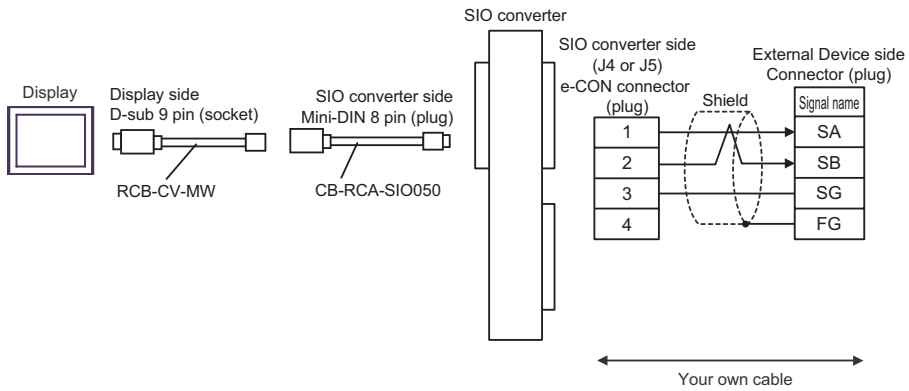 SIO converter
Display
Display side
D-sub 9 pin (socket)
RCB-CV-MW
SIO converter side
Mini-DIN 8 pin (plug)
CB-RCA-SIO050
SIO converter side
(J4 or J5)
e-CON connector
(plug)
1
2
3
4
Shield
External Device side
Connector (plug)
Signal name
SA
SB
SG
FG
Your own cable